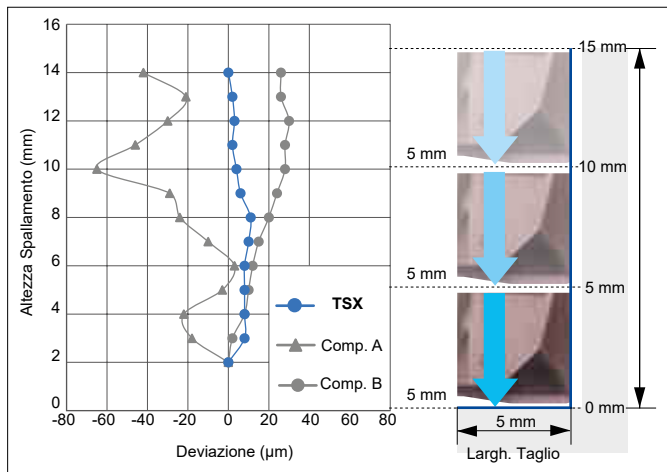 16
14
12
10
8
6
4
2
0
Altezza Spallamento (mm)
-80 -60 -40 -20 0 20 40 60 80
Deviazione (µm)
TSX
Comp. A
Comp. B
15 mm
5 mm
10 mm
5 mm
5 mm
5 mm
0 mm
5 mm
Largh. Taglio